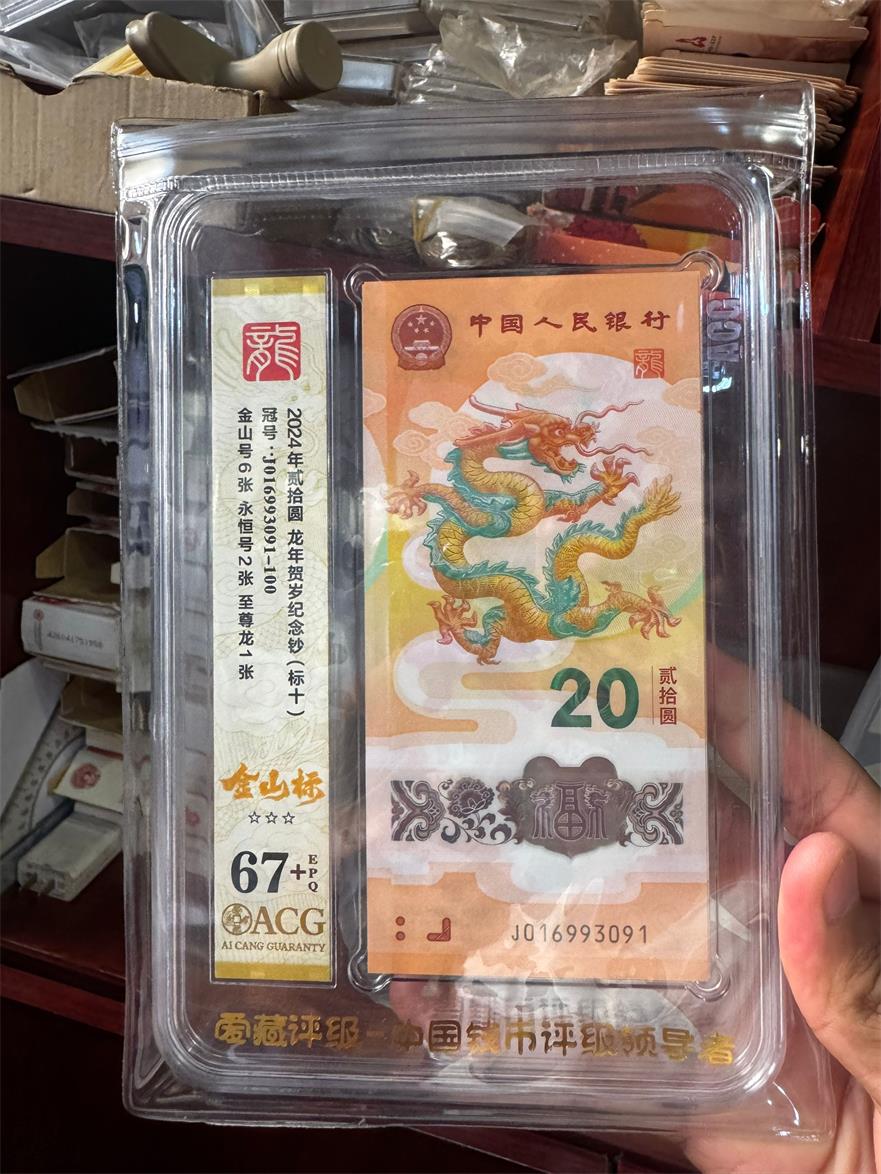 龍
2024年贰拾圆 龙年贺岁纪念钞(标十)
冠号:J016993091-100
金山号6张 永恒号2张 至尊龙1张
金山标
☆☆☆
67+EPQ
ACG
AI CANG GUARANTY
中国人民银行
龍
20
贰拾圆
福
J016993091
ACG
爱藏评级-中国钱币评级领导者